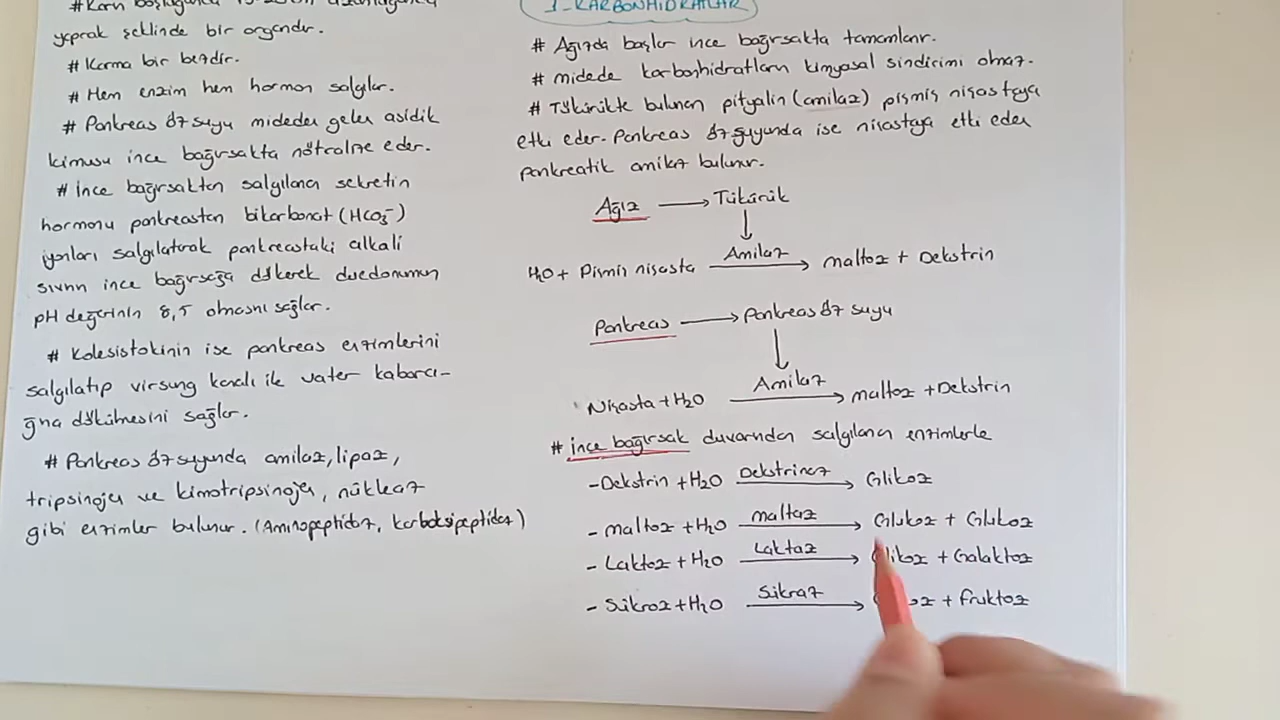 yaprak şeklinde bir organdır.
#Karma bir bezdir.
#Hem enzim hem hormon salgılar.
#Pankreas öz suyu mideden gelen asidik
kimusu ince bağırsakta nötralize eder.
#İnce bağırsaktan salgılanan sekretin
hormonu pankreastan bikarbonat (HCO3-)
iyonları salgılatarak pankreastaki alkali
sıvının ince bağırsağa dökerek duedonumun
pH değerinin 8,5 olmasını sağlar.
#Kolesistokinin ise pankreas enzimlerini
salgılatıp virsung kanalı ile vater kabarcı-
ğına dökülmesini sağlar.
#Pankreas öz suyunda amilaz, lipaz,
tripsinojen ve kimotripsinojen, nükleaz
gibi enzimler bulunur. (Aminopeptidaz, karboksipeptidaz)
1-KARBONHİDRATLAR
#Ağızda başlar ince bağırsakta tamamlanır.
#midede karbonhidratların kimyasal sindirimi olmaz.
#Tükürükte bulunan pityalin (amilaz) pişmiş nişastaya
etki eder. Pankreas öz suyunda ise nişastaya etki eden
pankreatik amilaz bulunur.
Ağız → Tükürük
↓
H2O + Pişmiş nişasta Amilaz → maltoz + Dekstrin
Pankreas → Pankreas öz suyu
↓
Nişasta + H2O Amilaz → maltoz + Dekstrin
#ince bağırsak duvarından salgılanan enzimlerle
-Dekstrin + H2O Dekstrinaz → Glikoz
-maltoz + H2O maltaz → Glukoz + Glukoz
-Laktoz + H2O Laktaz → Glikoz + Galaktoz
-Sükroz + H2O Sükraz → + Fruktoz